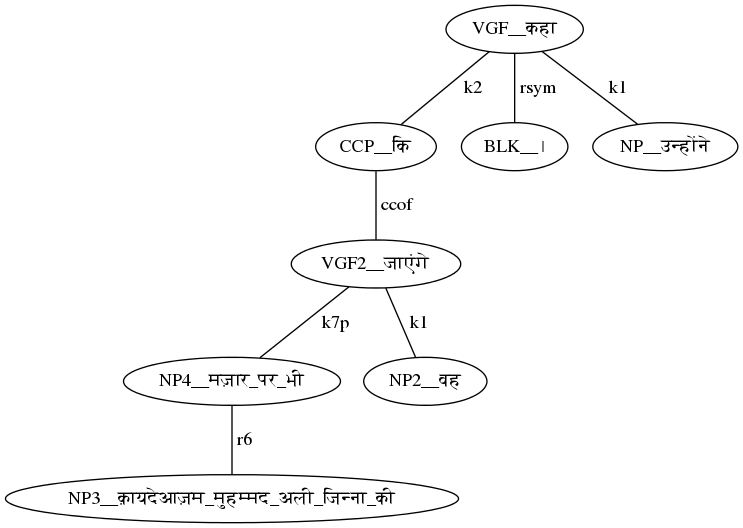 VGF__कहा
k2 rsym k1
CCP__कि BLK__। NP__उन्होंने
ccof
VGF2__जाएंगे
k7p k1
NP4__मज़ार_पर_भी NP2__वह
r6
NP3__क़ायदेआज़म_मुहम्मद_अली_जिन्ना_की